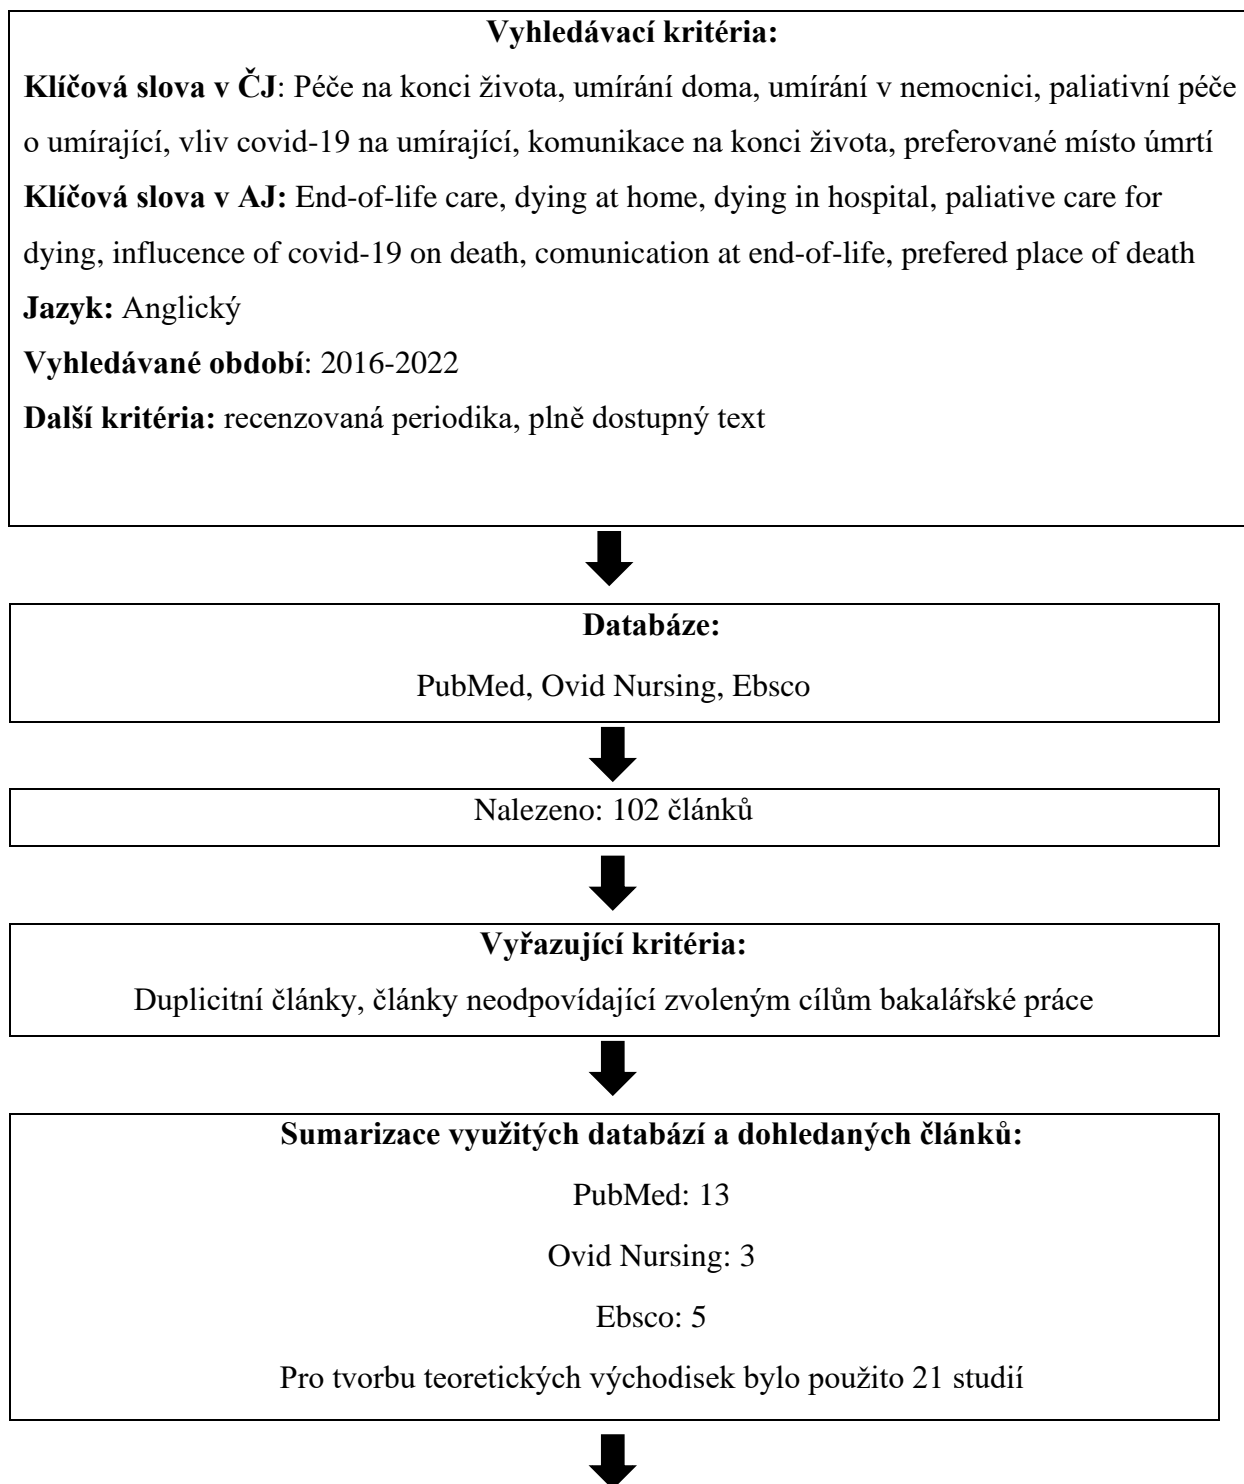 Vyhledávací kritéria:
Klíčová slova v ČJ: Péče na konci života, umírání doma, umírání v nemocnici, paliativní péče
o umírající, vliv covid-19 na umírající, komunikace na konci života, preferované místo úmrtí
Klíčová slova v AJ: End-of-life care, dying at home, dying in hospital, paliative care for
dying, influcence of covid-19 on death, comunication at end-of-life, prefered place of death
Jazyk: Anglický
Vyhledávané období: 2016-2022
Další kritéria: recenzovaná periodika, plně dostupný text
Databáze:
PubMed, Ovid Nursing, Ebsco
Nalezeno: 102 článků
Vyřazující kritéria:
Duplicitní články, články neodpovídající zvoleným cílům bakalářské práce
Sumarizace využitých databází a dohledaných článků:
PubMed: 13
Ovid Nursing: 3
Ebsco: 5
Pro tvorbu teoretických východisek bylo použito 21 studií